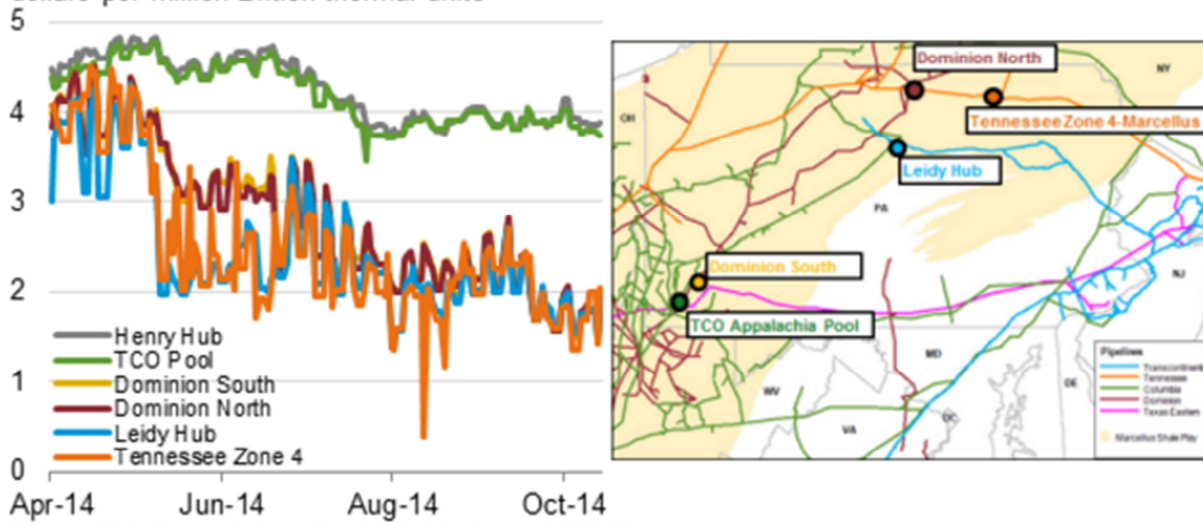 dollars per million British thermal units
5
4
3
2
1
0
Henry Hub
TCO Pool
Dominion South
Dominion North
Leidy Hub
Tennessee Zone 4
Apr-14
Jun-14
Aug-14
Oct-14
Dominion North
NY
OH
TennesseeZone 4-Marcellus
Leidy Hub
PA
Dominion South
NJ
TCO Appalachia Pool
MD
DE
WV
DC
VA
Pipelines
Transcontinental
Tennessee
Columbia
Dominion
Texas Eastern
Marcellus Shale Play